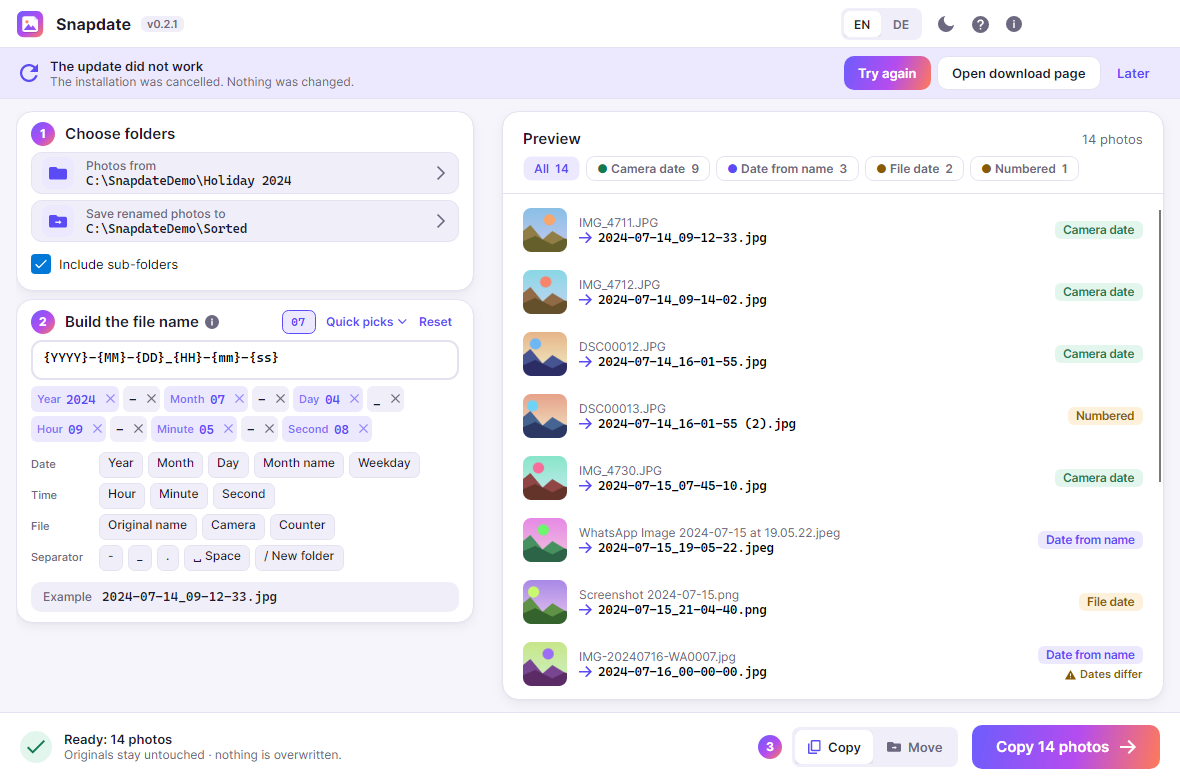 Snapdate v0.2.1
EN DE
The update did not work
The installation was cancelled. Nothing was changed.
Try again Open download page Later
1 Choose folders
Photos from
C:\SnapdateDemo\Holiday 2024
Save renamed photos to
C:\SnapdateDemo\Sorted
Include sub-folders
2 Build the file name 07 Quick picks Reset
{YYYY}-{MM}-{DD}_{HH}-{mm}-{ss}
Year 2024 × - × Month 07 × - × Day 04 × _ ×
Hour 09 × - × Minute 05 × - × Second 08 ×
Date Year Month Day Month name Weekday
Time Hour Minute Second
File Original name Camera Counter
Separator - _ . ␣ Space / New folder
Example 2024-07-14_09-12-33.jpg
Preview 14 photos
All 14 Camera date 9 Date from name 3 File date 2 Numbered 1
IMG_4711.JPG
→ 2024-07-14_09-12-33.jpg
Camera date
IMG_4712.JPG
→ 2024-07-14_09-14-02.jpg
Camera date
DSC00012.JPG
→ 2024-07-14_16-01-55.jpg
Camera date
DSC00013.JPG
→ 2024-07-14_16-01-55 (2).jpg
Numbered
IMG_4730.JPG
→ 2024-07-15_07-45-10.jpg
Camera date
WhatsApp Image 2024-07-15 at 19.05.22.jpeg
→ 2024-07-15_19-05-22.jpeg
Date from name
Screenshot 2024-07-15.png
→ 2024-07-15_21-04-40.png
File date
IMG-20240716-WA0007.jpg
→ 2024-07-16_00-00-00.jpg
Date from name
Dates differ
Ready: 14 photos
Originals stay untouched · nothing is overwritten.
3 Copy Move Copy 14 photos →